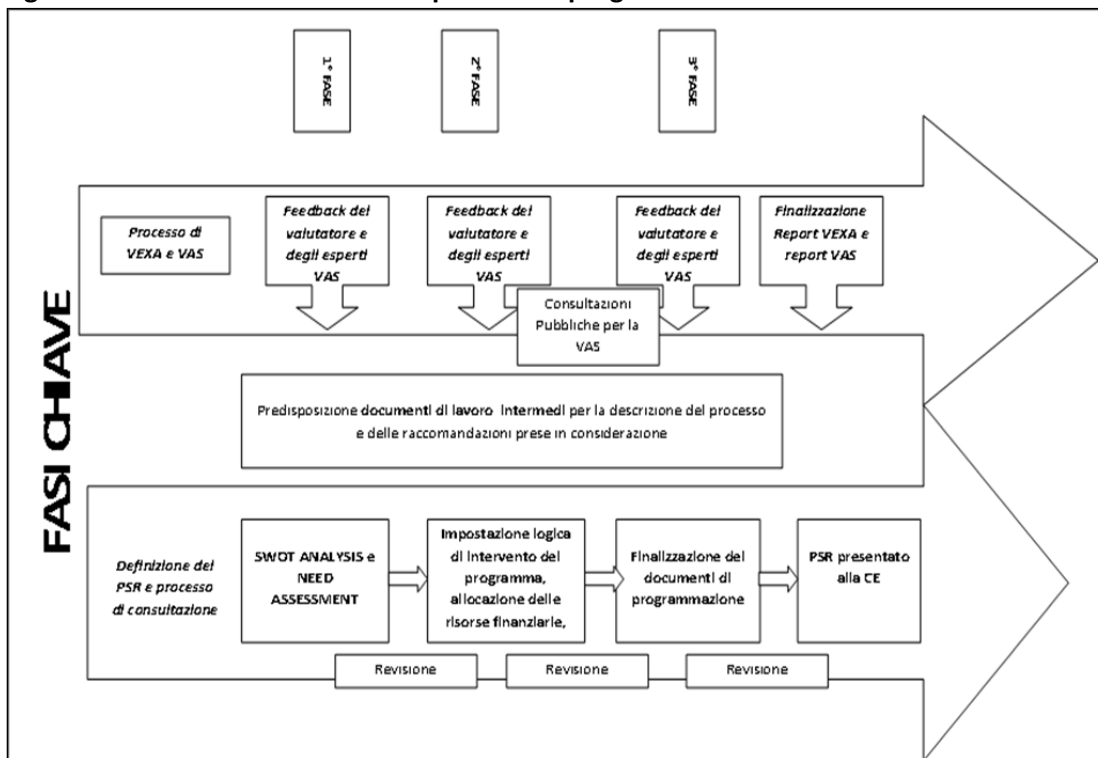 1° FASE
2° FASE
3° FASE
FASI CHIAVE
Processo di
VEXA e VAS
Feedback del
valutatore e
degli esperti
VAS
Feedback del
valutatore e
degli esperti
VAS
Feedback del
valutatore e
degli esperti
VAS
Finalizzazione
Report VEXA e
report VAS
Consultazioni
Pubbliche per la
VAS
Predisposizione documenti di lavoro intermedi per la descrizione del processo
e delle raccomandazioni prese in considerazione
Definizione del
PSR e processo
di consultazione
SWOT ANALYSIS e
NEED
ASSESSMENT
Impostazione logica
di intervento del
programma,
allocazione delle
risorse finanziarie,
Finalizzazione dei
documenti di
programmazione
PSR presentato
alla CE
Revisione
Revisione
Revisione